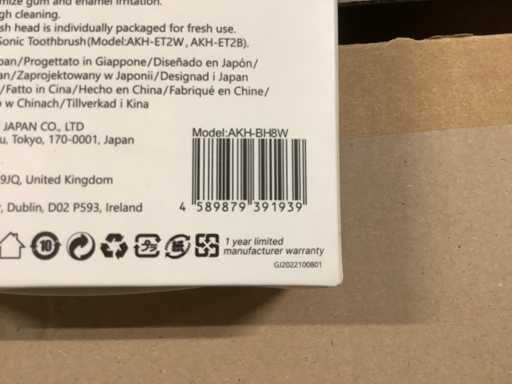 mize gum and enamel irritation.
gh cleaning.
sh head is individually packaged for fresh use.
Sonic Toothbrush(Model:AKH-ET2W, AKH-ET2B).
pan/Progettato in Giappone/Diseñado en Japón/
an/Zaprojektowany w Japonii/Designad i Japan
/Fatto in Cina/Hecho en China/Fabriqué en Chine/
o w Chinach/Tillverkad i Kina
JAPAN CO., LTD
u, Tokyo, 170-0001, Japan
Model:AKH-BH8W
9JQ, United Kingdom
4 589879 391939
, Dublin, D02 P593, Ireland
10
1 year limited
manufacturer warranty
GJ2022100801